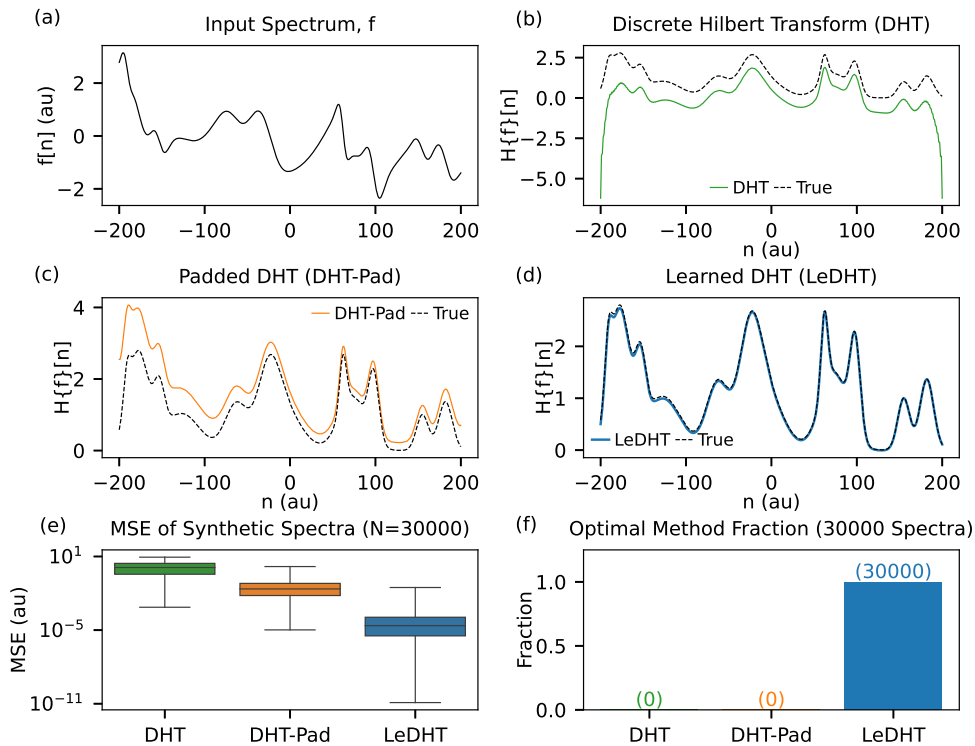 (a)
Input Spectrum, f
f[n] (au)
2
0
−2
−200
−100
0
100
200
(b)
Discrete Hilbert Transform (DHT)
H{f}[n]
2.5
0.0
−2.5
−5.0
DHT
True
−200
−100
0
100
200
n (au)
(c)
Padded DHT (DHT-Pad)
H{f}[n]
4
2
0
DHT-Pad
True
−200
−100
0
100
200
n (au)
(d)
Learned DHT (LeDHT)
H{f}[n]
2
1
0
LeDHT
True
−200
−100
0
100
200
n (au)
(e)
MSE of Synthetic Spectra (N=30000)
MSE (au)
10¹
10⁻⁵
10⁻¹¹
DHT
DHT-Pad
LeDHT
(f)
Optimal Method Fraction (30000 Spectra)
Fraction
1.0
0.5
0.0
(0)
(0)
(30000)
DHT
DHT-Pad
LeDHT